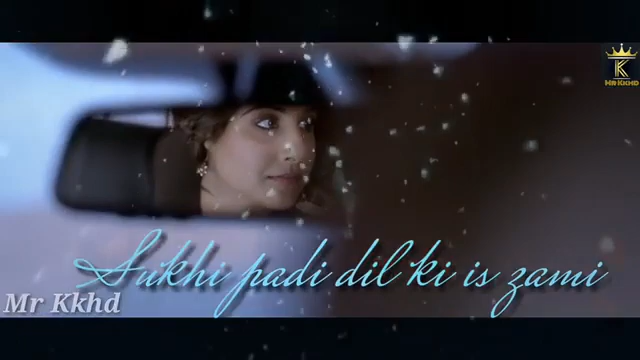 K
MR KKHD
Sukhi padi dil ki is zami
Mr Kkhd